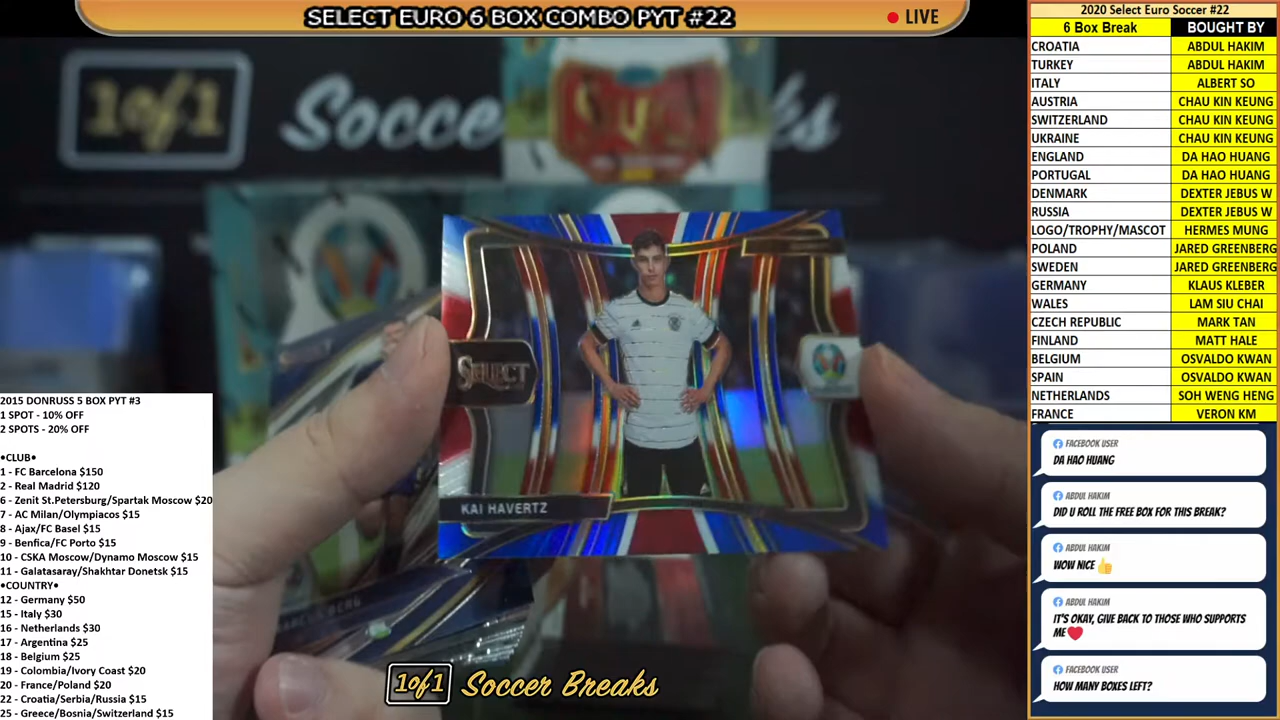 SELECT EURO 6 BOX COMBO PYT #22
LIVE
1of1 Soccer Breaks
SELECT
KAI HAVERTZ
1of1 Soccer Breaks
2015 DONRUSS 5 BOX PYT #3
1 SPOT - 10% OFF
2 SPOTS - 20% OFF
•CLUB•
1 - FC Barcelona $150
2 - Real Madrid $120
6 - Zenit St.Petersburg/Spartak Moscow $20
7 - AC Milan/Olympiacos $15
8 - Ajax/FC Basel $15
9 - Benfica/FC Porto $15
10 - CSKA Moscow/Dynamo Moscow $15
11 - Galatasaray/Shakhtar Donetsk $15
•COUNTRY•
12 - Germany $50
15 - Italy $30
16 - Netherlands $30
17 - Argentina $25
18 - Belgium $25
19 - Colombia/Ivory Coast $20
20 - France/Poland $20
22 - Croatia/Serbia/Russia $15
25 - Greece/Bosnia/Switzerland $15
2020 Select Euro Soccer #22
6 Box Break BOUGHT BY
CROATIA ABDUL HAKIM
TURKEY ABDUL HAKIM
ITALY ALBERT SO
AUSTRIA CHAU KIN KEUNG
SWITZERLAND CHAU KIN KEUNG
UKRAINE CHAU KIN KEUNG
ENGLAND DA HAO HUANG
PORTUGAL DA HAO HUANG
DENMARK DEXTER JEBUS W
RUSSIA DEXTER JEBUS W
LOGO/TROPHY/MASCOT HERMES MUNG
POLAND JARED GREENBERG
SWEDEN JARED GREENBERG
GERMANY KLAUS KLEBER
WALES LAM SIU CHAI
CZECH REPUBLIC MARK TAN
FINLAND MATT HALE
BELGIUM OSVALDO KWAN
SPAIN OSVALDO KWAN
NETHERLANDS SOH WENG HENG
FRANCE VERON KM
FACEBOOK USER
DA HAO HUANG
ABDUL HAKIM
DID U ROLL THE FREE BOX FOR THIS BREAK?
ABDUL HAKIM
WOW NICE 👍
ABDUL HAKIM
IT'S OKAY, GIVE BACK TO THOSE WHO SUPPORTS
ME❤️
FACEBOOK USER
HOW MANY BOXES LEFT?